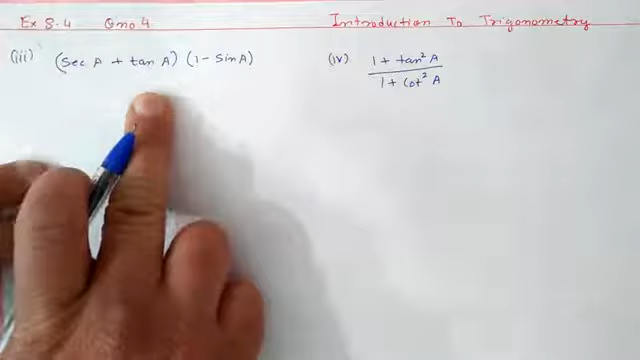 Ex 8.4 Qno 4 Introduction To Trigonometry
(iii) (Sec A + tan A) (1 - Sin A)
(iv) 1 + tan² A
1 + Cot² A